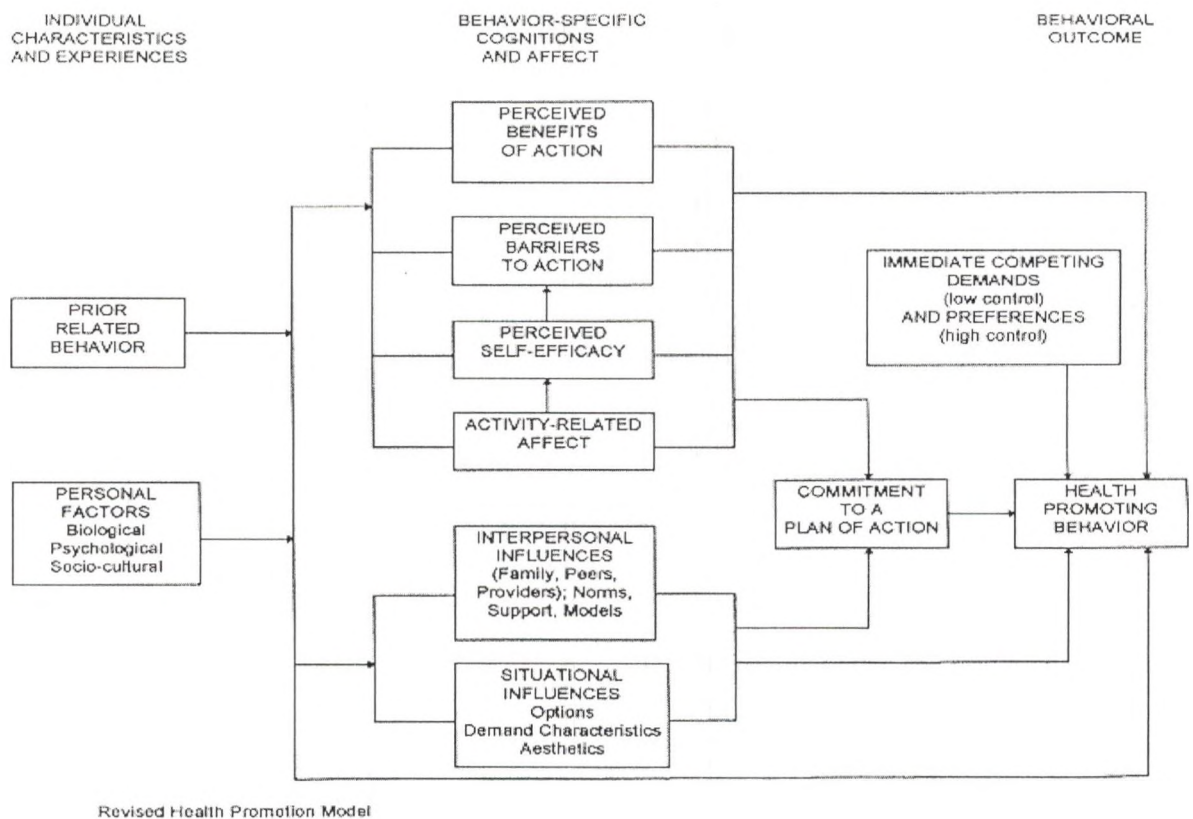 INDIVIDUAL
CHARACTERISTICS
AND EXPERIENCES
BEHAVIOR-SPECIFIC
COGNITIONS
AND AFFECT
BEHAVIORAL
OUTCOME
PERCEIVED
BENEFITS
OF ACTION
PERCEIVED
BARRIERS
TO ACTION
IMMEDIATE COMPETING
DEMANDS
(low control)
AND PREFERENCES
(high control)
PRIOR
RELATED
BEHAVIOR
PERCEIVED
SELF-EFFICACY
ACTIVITY-RELATED
AFFECT
PERSONAL
FACTORS
Biological
Psychological
Socio-cultural
COMMITMENT
TO A
PLAN OF ACTION
HEALTH
PROMOTING
BEHAVIOR
INTERPERSONAL
INFLUENCES
(Family, Peers,
Providers); Norms,
Support, Models
SITUATIONAL
INFLUENCES
Options
Demand Characteristics
Aesthetics
Revised Health Promotion Model